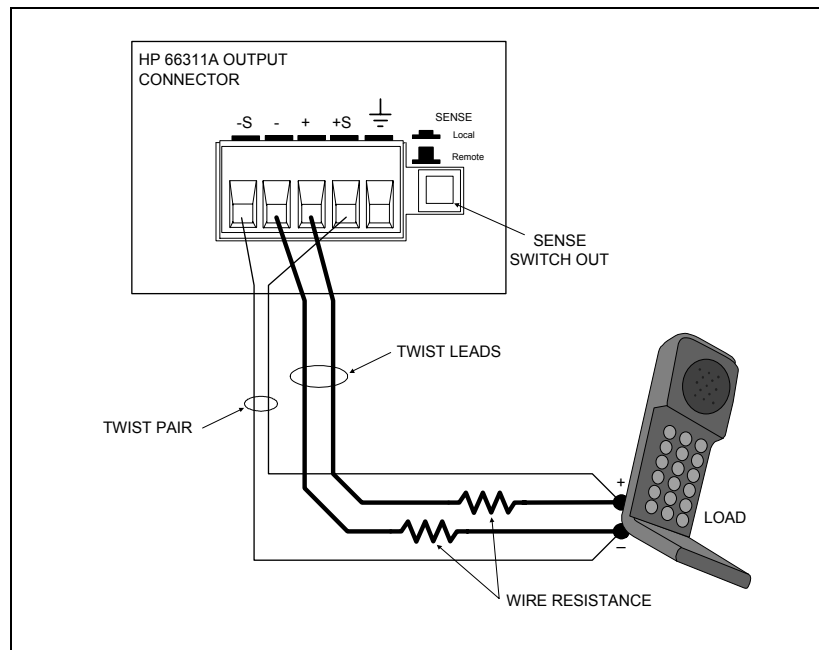 HP 66311A OUTPUT
CONNECTOR
-S - + +S
SENSE
Local
Remote
SENSE
SWITCH OUT
TWIST LEADS
TWIST PAIR
+
LOAD
–
WIRE RESISTANCE